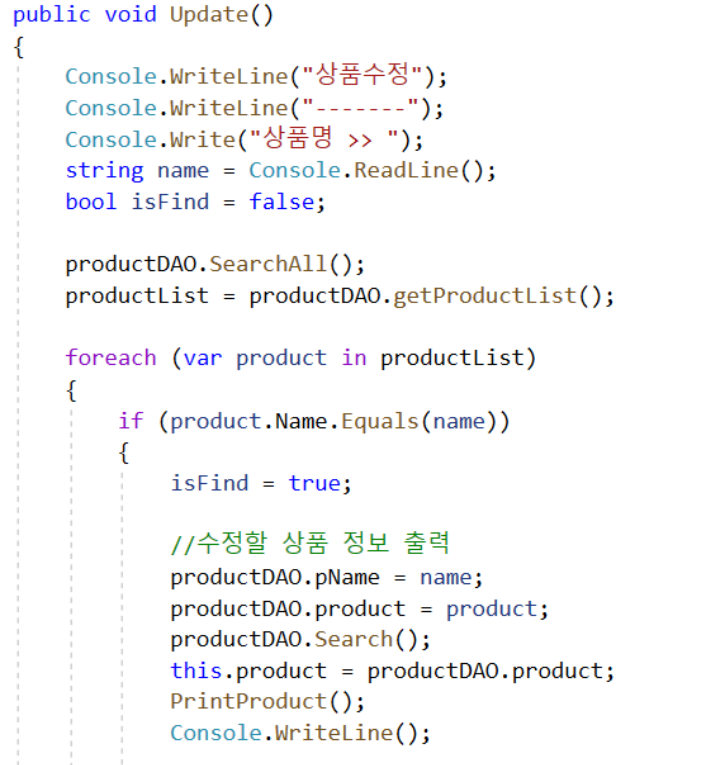 public void Update()
{
    Console.WriteLine("상품수정");
    Console.WriteLine("-------");
    Console.Write("상품명 >> ");
    string name = Console.ReadLine();
    bool isFind = false;

    productDAO.SearchAll();
    productList = productDAO.getProductList();

    foreach (var product in productList)
    {
        if (product.Name.Equals(name))
        {
            isFind = true;

            //수정할 상품 정보 출력
            productDAO.pName = name;
            productDAO.product = product;
            productDAO.Search();
            this.product = productDAO.product;
            PrintProduct();
            Console.WriteLine();